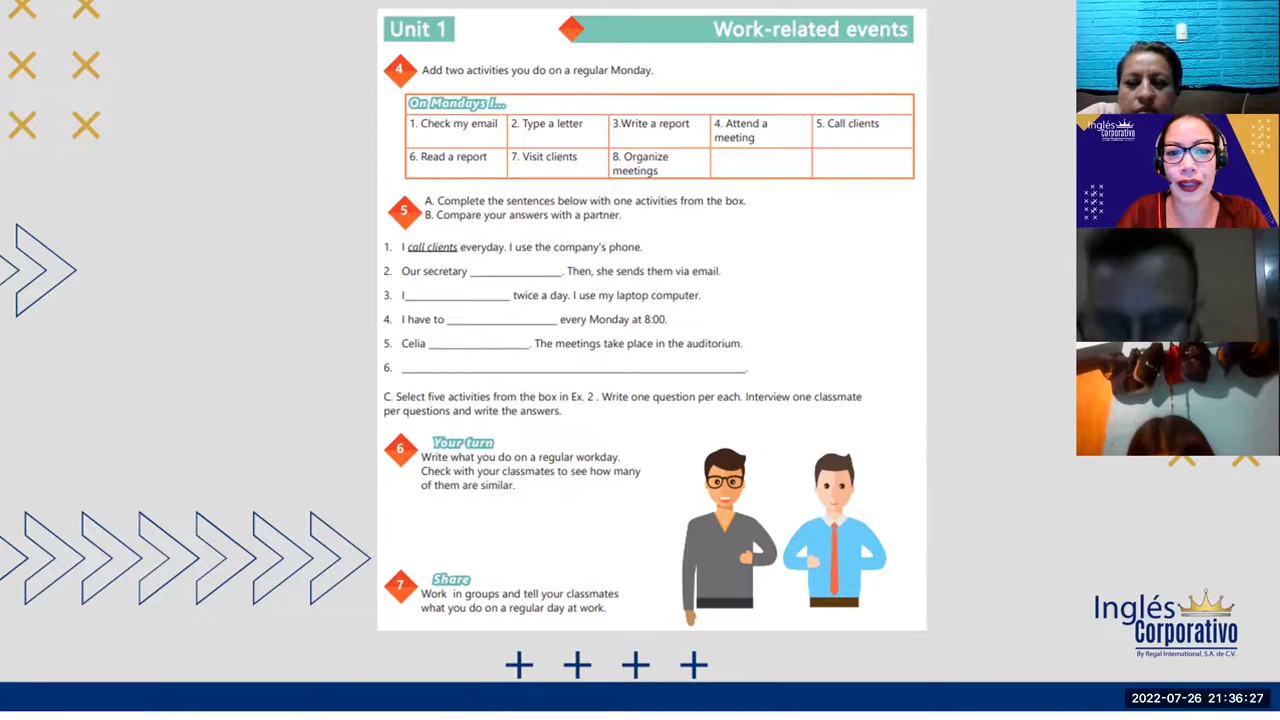 Unit 1
Work-related events
4
Add two activities you do on a regular Monday.
On Mondays I...
1. Check my email
2. Type a letter
3.Write a report
4. Attend a
meeting
5. Call clients
6. Read a report
7. Visit clients
8. Organize
meetings
5
A. Complete the sentences below with one activities from the box.
B. Compare your answers with a partner.
1. I call clients everyday. I use the company's phone.
2. Our secretary _______________. Then, she sends them via email.
3. I_________________ twice a day. I use my laptop computer.
4. I have to __________________ every Monday at 8:00.
5. Celia ________________. The meetings take place in the auditorium.
6. ________________________________________________________.
C. Select five activities from the box in Ex. 2 . Write one question per each. Interview one classmate
per questions and write the answers.
6
Your turn
Write what you do on a regular workday.
Check with your classmates to see how many
of them are similar.
7
Share
Work in groups and tell your classmates
what you do on a regular day at work.
Inglés
Corporativo
Inglés
Corporativo
By Regal International, S.A. de C.V.
2022-07-26 21:36:27